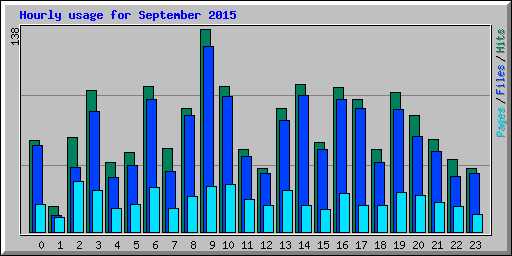 Hourly usage for September 2015
138
Pages / Files / Hits
0 1 2 3 4 5 6 7 8 9 10 11 12 13 14 15 16 17 18 19 20 21 22 23